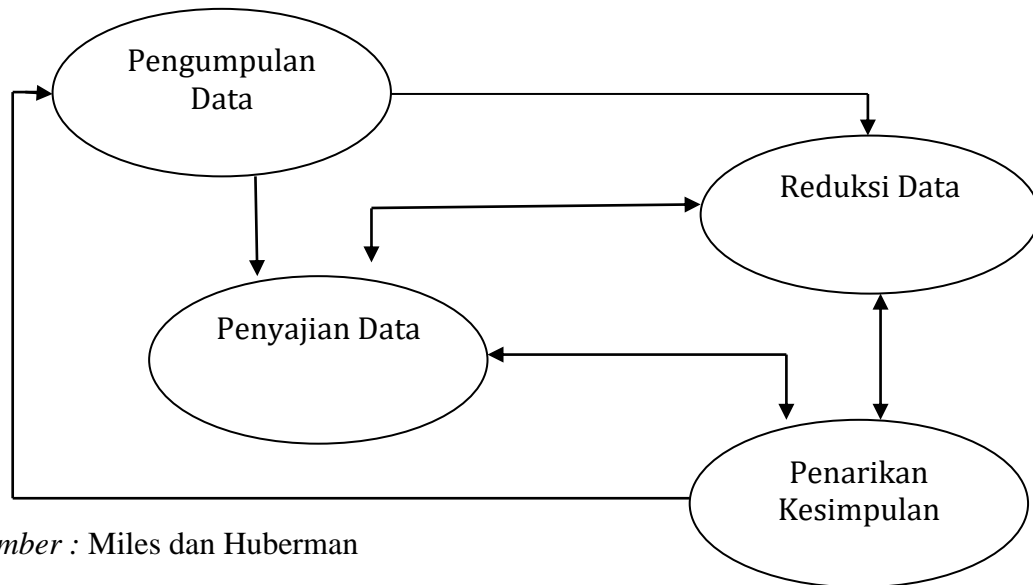 Pengumpulan
Data
Reduksi Data
Penyajian Data
Penarikan
Kesimpulan
mber : Miles dan Huberman